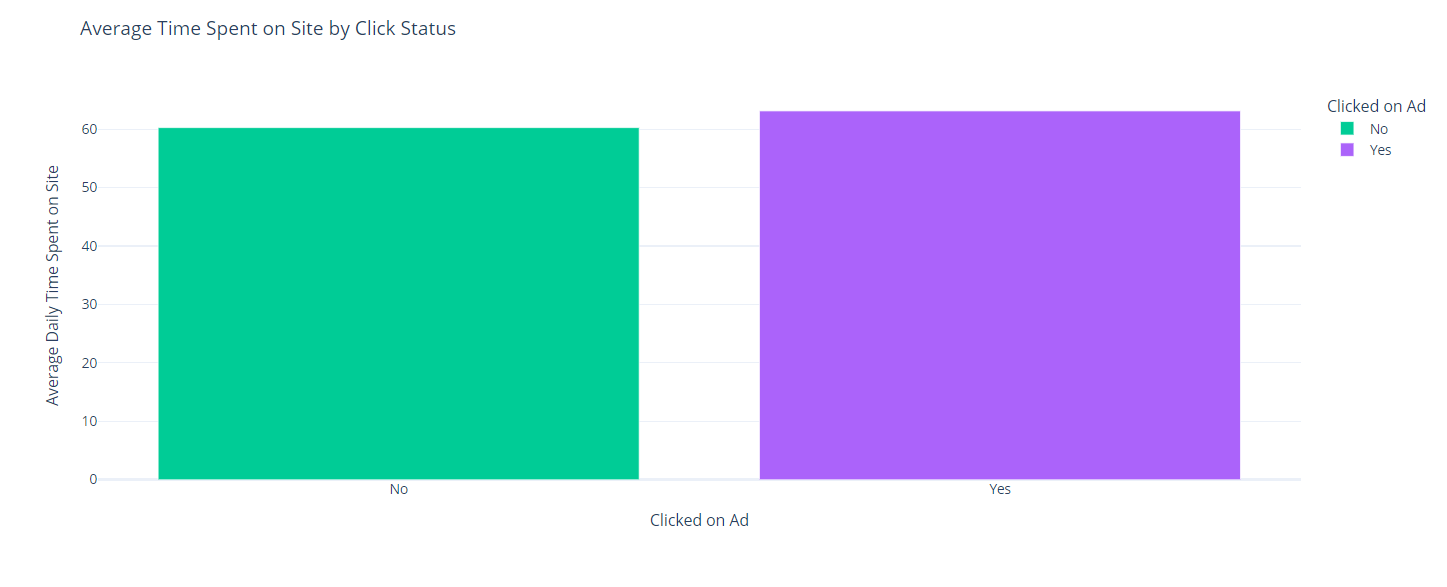 Average Time Spent on Site by Click Status
Average Daily Time Spent on Site
60
50
40
30
20
10
0
No
Yes
Clicked on Ad
Clicked on Ad
No
Yes